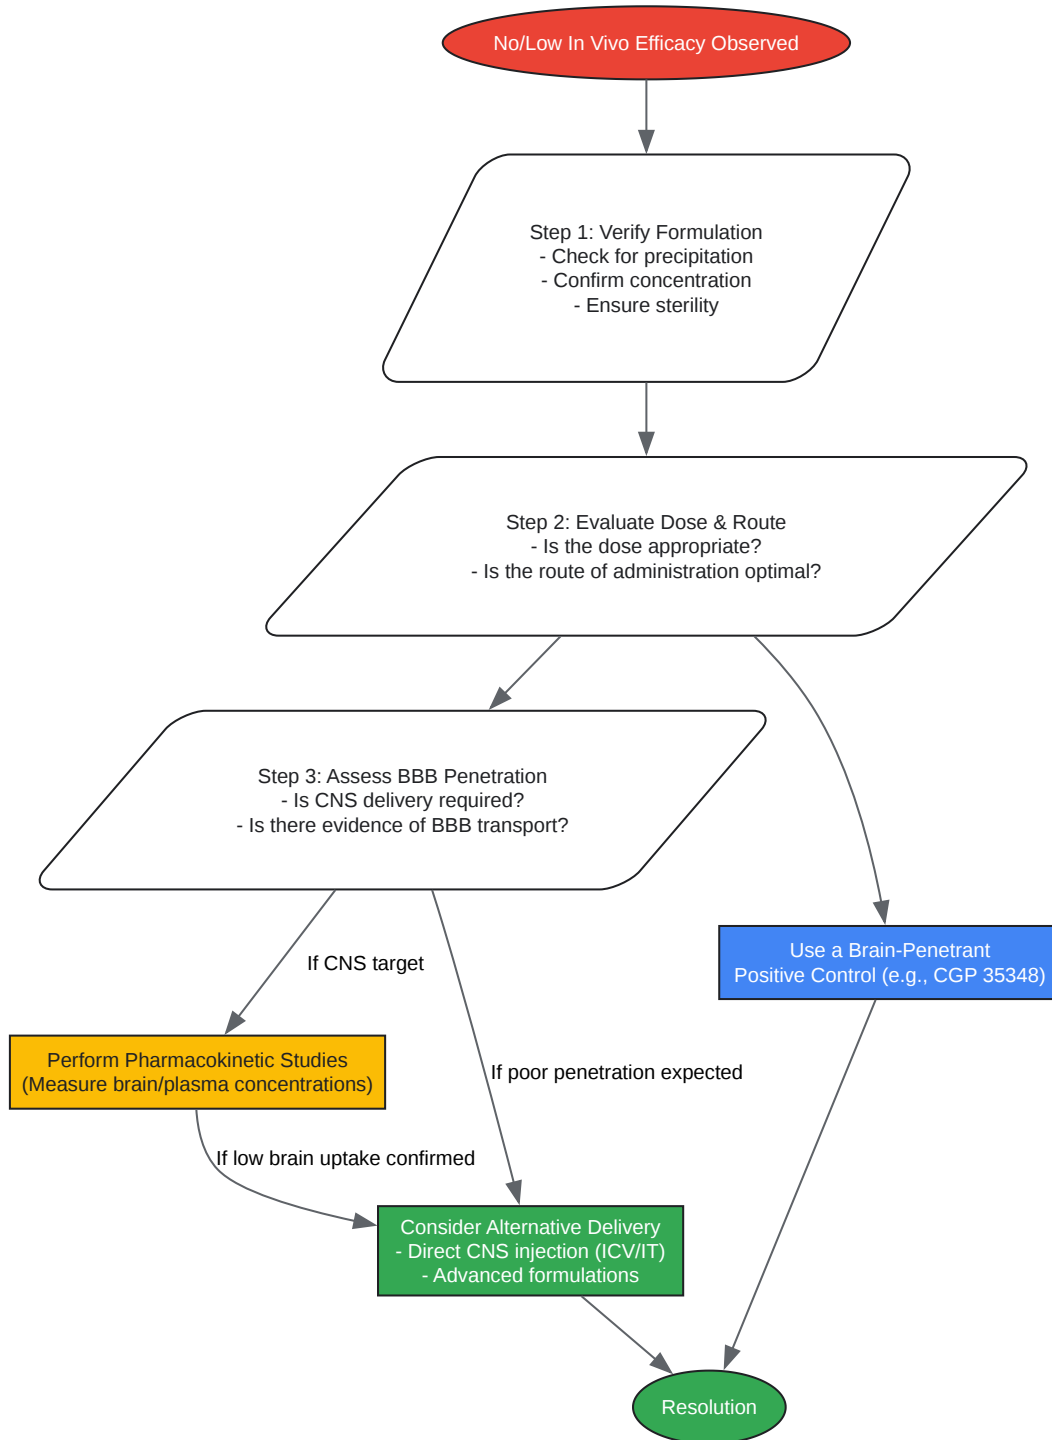 No/Low In Vivo Efficacy Observed
Step 1: Verify Formulation
- Check for precipitation
- Confirm concentration
- Ensure sterility
Step 2: Evaluate Dose & Route
- Is the dose appropriate?
- Is the route of administration optimal?
Step 3: Assess BBB Penetration
- Is CNS delivery required?
- Is there evidence of BBB transport?
If CNS target
Use a Brain-Penetrant
Positive Control (e.g., CGP 35348)
Perform Pharmacokinetic Studies
(Measure brain/plasma concentrations)
If poor penetration expected
If low brain uptake confirmed
Consider Alternative Delivery
- Direct CNS injection (ICV/IT)
- Advanced formulations
Resolution